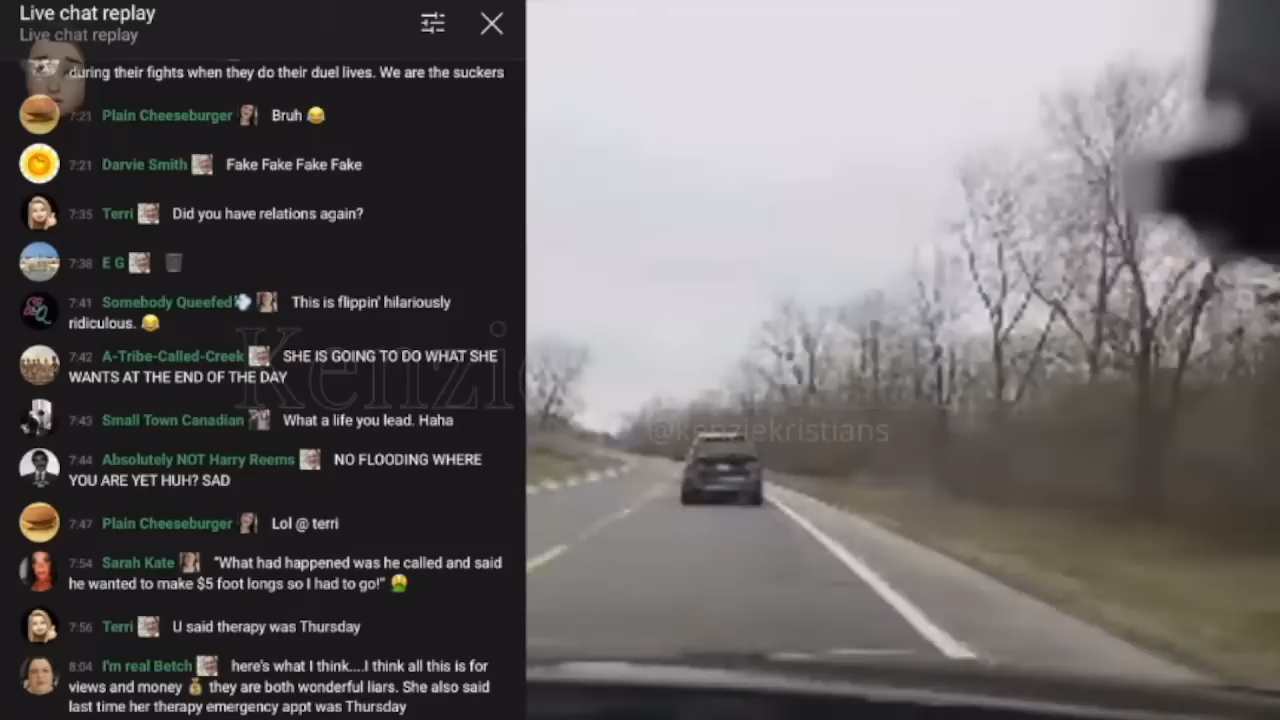 Live chat replay
Live chat replay
during their fights when they do their duel lives. We are the suckers
7:21 Plain Cheeseburger Bruh 😂
7:21 Darvie Smith Fake Fake Fake Fake
7:35 Terri Did you have relations again?
7:38 E G 🗑
7:41 Somebody Queefed💨 This is flippin' hilariously
ridiculous. 😂
7:42 A-Tribe-Called-Creek SHE IS GOING TO DO WHAT SHE
WANTS AT THE END OF THE DAY
7:43 Small Town Canadian What a life you lead. Haha
7:44 Absolutely NOT Harry Reems NO FLOODING WHERE
YOU ARE YET HUH? SAD
7:47 Plain Cheeseburger Lol @ terri
7:54 Sarah Kate “What had happened was he called and said
he wanted to make $5 foot longs so I had to go!” 🤮
7:56 Terri U said therapy was Thursday
8:04 I'm real Betch here's what I think....I think all this is for
views and money 💰 they are both wonderful liars. She also said
last time her therapy emergency appt was Thursday
Kenzie
@kenziekristians